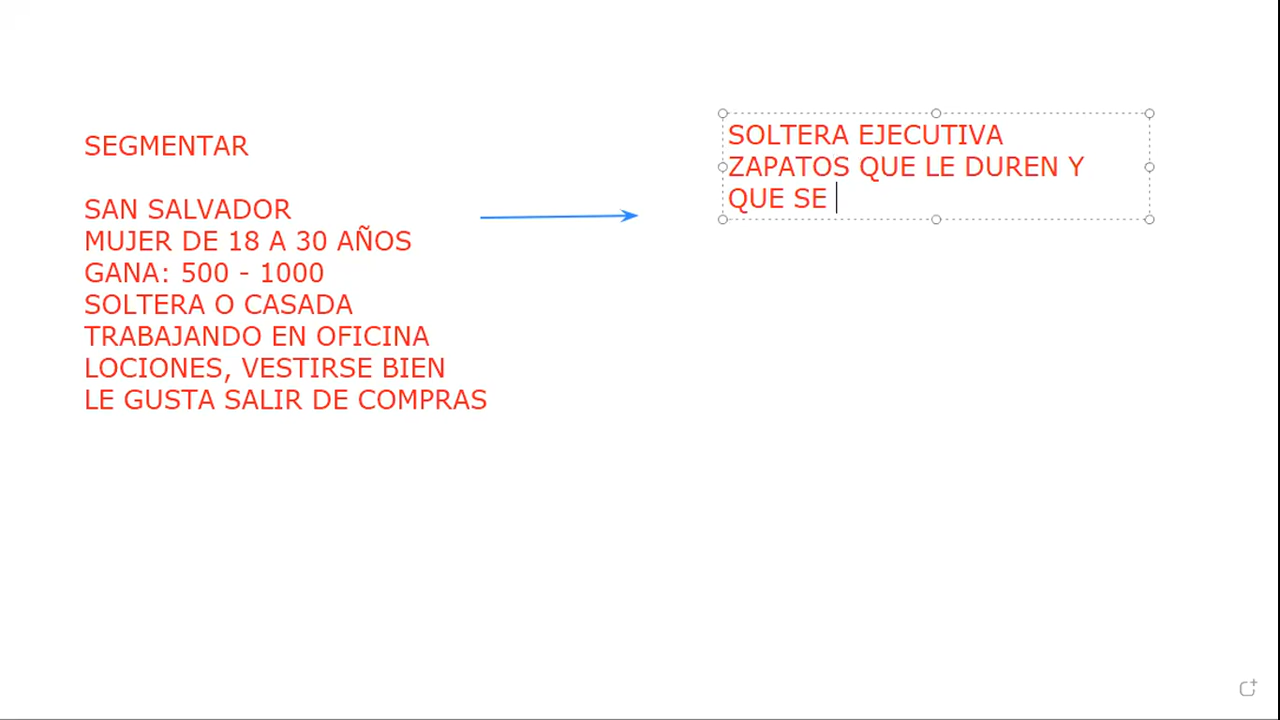 SEGMENTAR
SAN SALVADOR
MUJER DE 18 A 30 AÑOS
GANA: 500 - 1000
SOLTERA O CASADA
TRABAJANDO EN OFICINA
LOCIONES, VESTIRSE BIEN
LE GUSTA SALIR DE COMPRAS
SOLTERA EJECUTIVA
ZAPATOS QUE LE DUREN Y
QUE SE